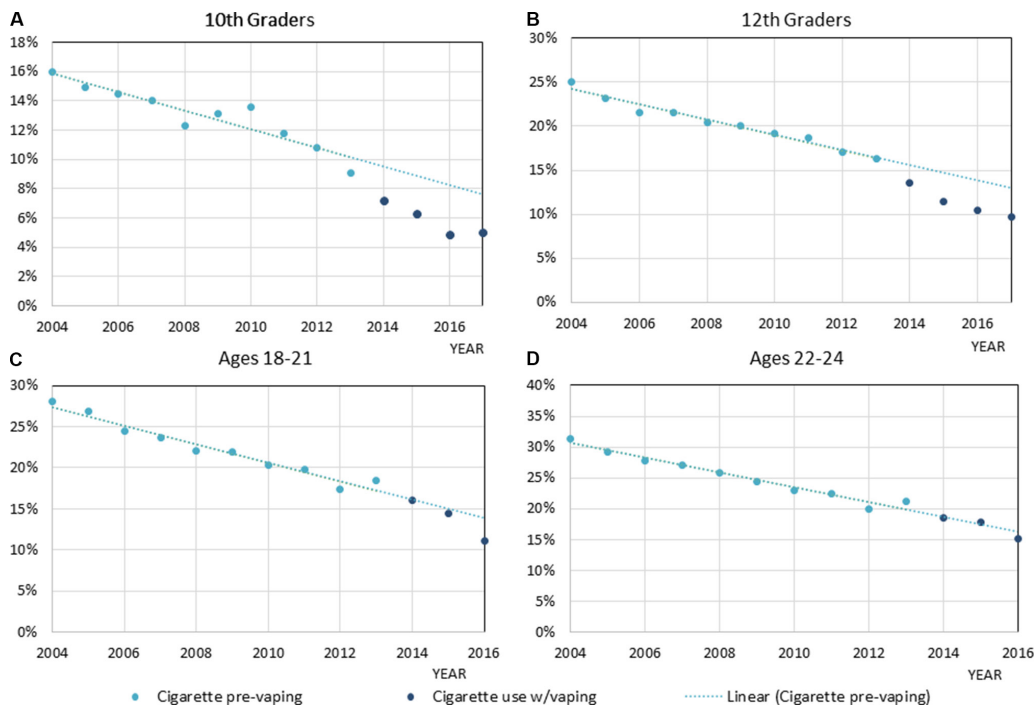 A
10th Graders
18%
16%
14%
12%
10%
8%
6%
4%
2%
0%
2004 2006 2008 2010 2012 2014 2016
YEAR
B
12th Graders
30%
25%
20%
15%
10%
5%
0%
2004 2006 2008 2010 2012 2014 2016
YEAR
C
Ages 18-21
30%
25%
20%
15%
10%
5%
0%
2004 2006 2008 2010 2012 2014 2016
YEAR
D
Ages 22-24
40%
35%
30%
25%
20%
15%
10%
5%
0%
2004 2006 2008 2010 2012 2014 2016
YEAR
Cigarette pre-vaping Cigarette use w/vaping Linear (Cigarette pre-vaping)